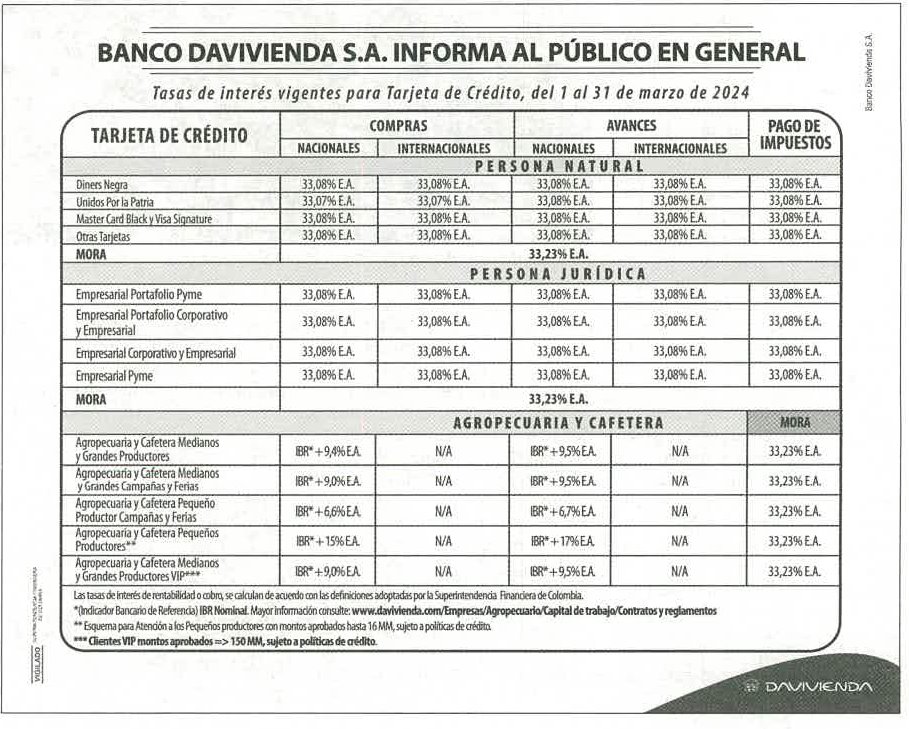 BANCO DAVIVIENDA S.A. INFORMA AL PÚBLICO EN GENERAL
Tasas de interés vigentes para Tarjeta de Crédito, del 1 al 31 de marzo de 2024
Banco Davivienda S.A.
TARJETA DE CRÉDITO COMPRAS AVANCES PAGO DE IMPUESTOS
NACIONALES INTERNACIONALES NACIONALES INTERNACIONALES
PERSONA NATURAL
Diners Negra 33,08% E.A. 33,08% E.A. 33,08% E.A. 33,08% E.A. 33,08% E.A.
Unidos Por la Patria 33,07% E.A. 33,07% E.A. 33,08% E.A. 33,08% E.A. 33,08% E.A.
Master Card Black y Visa Signature 33,08% E.A. 33,08% E.A. 33,08% E.A. 33,08% E.A. 33,08% E.A.
Otras Tarjetas 33,08% E.A. 33,08% E.A. 33,08% E.A. 33,08% E.A. 33,08% E.A.
MORA 33,23% E.A.
PERSONA JURÍDICA
Empresarial Portafolio Pyme 33,08% E.A. 33,08% E.A. 33,08% E.A. 33,08% E.A. 33,08% E.A.
Empresarial Portafolio Corporativo
y Empresarial 33,08% E.A. 33,08% E.A. 33,08% E.A. 33,08% E.A. 33,08% E.A.
Empresarial Corporativo y Empresarial 33,08% E.A. 33,08% E.A. 33,08% E.A. 33,08% E.A. 33,08% E.A.
Empresarial Pyme 33,08% E.A. 33,08% E.A. 33,08% E.A. 33,08% E.A. 33,08% E.A.
MORA 33,23% E.A.
AGROPECUARIA Y CAFETERA MORA
Agropecuaria y Cafetera Medianos
y Grandes Productores IBR* + 9,4% E.A. N/A IBR* + 9,5% E.A. N/A 33,23% E.A.
Agropecuaria y Cafetera Medianos
y Grandes Campañas y Ferias IBR* + 9,0% E.A. N/A IBR* + 9,5% E.A. N/A 33,23% E.A.
Agropecuaria y Cafetera Pequeño
Productor Campañas y Ferias IBR* + 6,6% E.A. N/A IBR* + 6,7% E.A. N/A 33,23% E.A.
Agropecuaria y Cafetera Pequeños
Productores** IBR* + 15% E.A. N/A IBR* + 17% E.A. N/A 33,23% E.A.
Agropecuaria y Cafetera Medianos
y Grandes Productores VIP*** IBR* + 9,0% E.A. N/A IBR* + 9,5% E.A. N/A 33,23% E.A.
Las tasas de interés de rentabilidad o cobro, se calculan de acuerdo con las definiciones adoptadas por la Superintendencia Financiera de Colombia.
*(Indicador Bancario de Referencia) IBR Nominal. Mayor información consulte: www.davivienda.com/Empresas/Agropecuario/Capital de trabajo/Contratos y reglamentos
** Esquema para Atención a los Pequeños productores con montos aprobados hasta 16 MM, sujeto a políticas de crédito.
*** Clientes VIP montos aprobados => 150 MM, sujeto a políticas de crédito.
VIGILADO
DAVIVIENDA